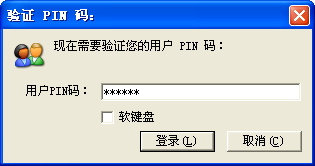 验证 PIN 码：
现在需要验证您的用户 PIN 码：
用户PIN码： ******
软键盘
登录(L) 取消(C)